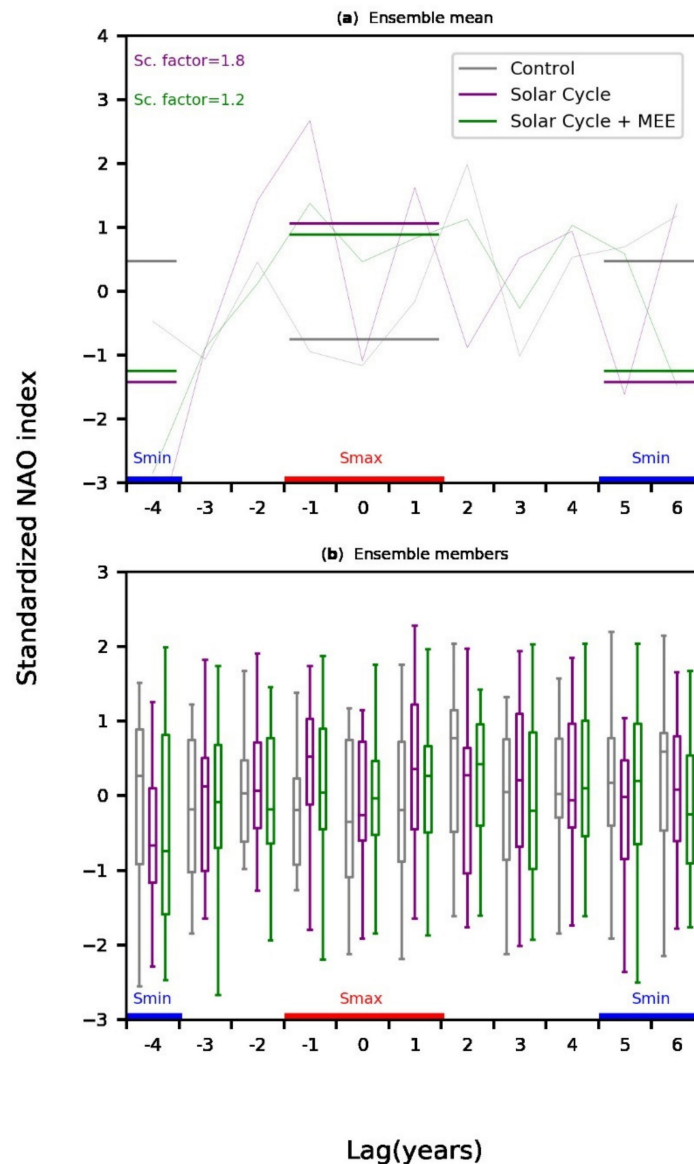 (a) Ensemble mean
4
3
2
1
0
-1
-2
-3
Sc. factor=1.8
Sc. factor=1.2
Control
Solar Cycle
Solar Cycle + MEE
Smin
Smax
Smin
-4 -3 -2 -1 0 1 2 3 4 5 6
Standardized NAO index
(b) Ensemble members
3
2
1
0
-1
-2
-3
Smin
Smax
Smin
-4 -3 -2 -1 0 1 2 3 4 5 6
Lag(years)